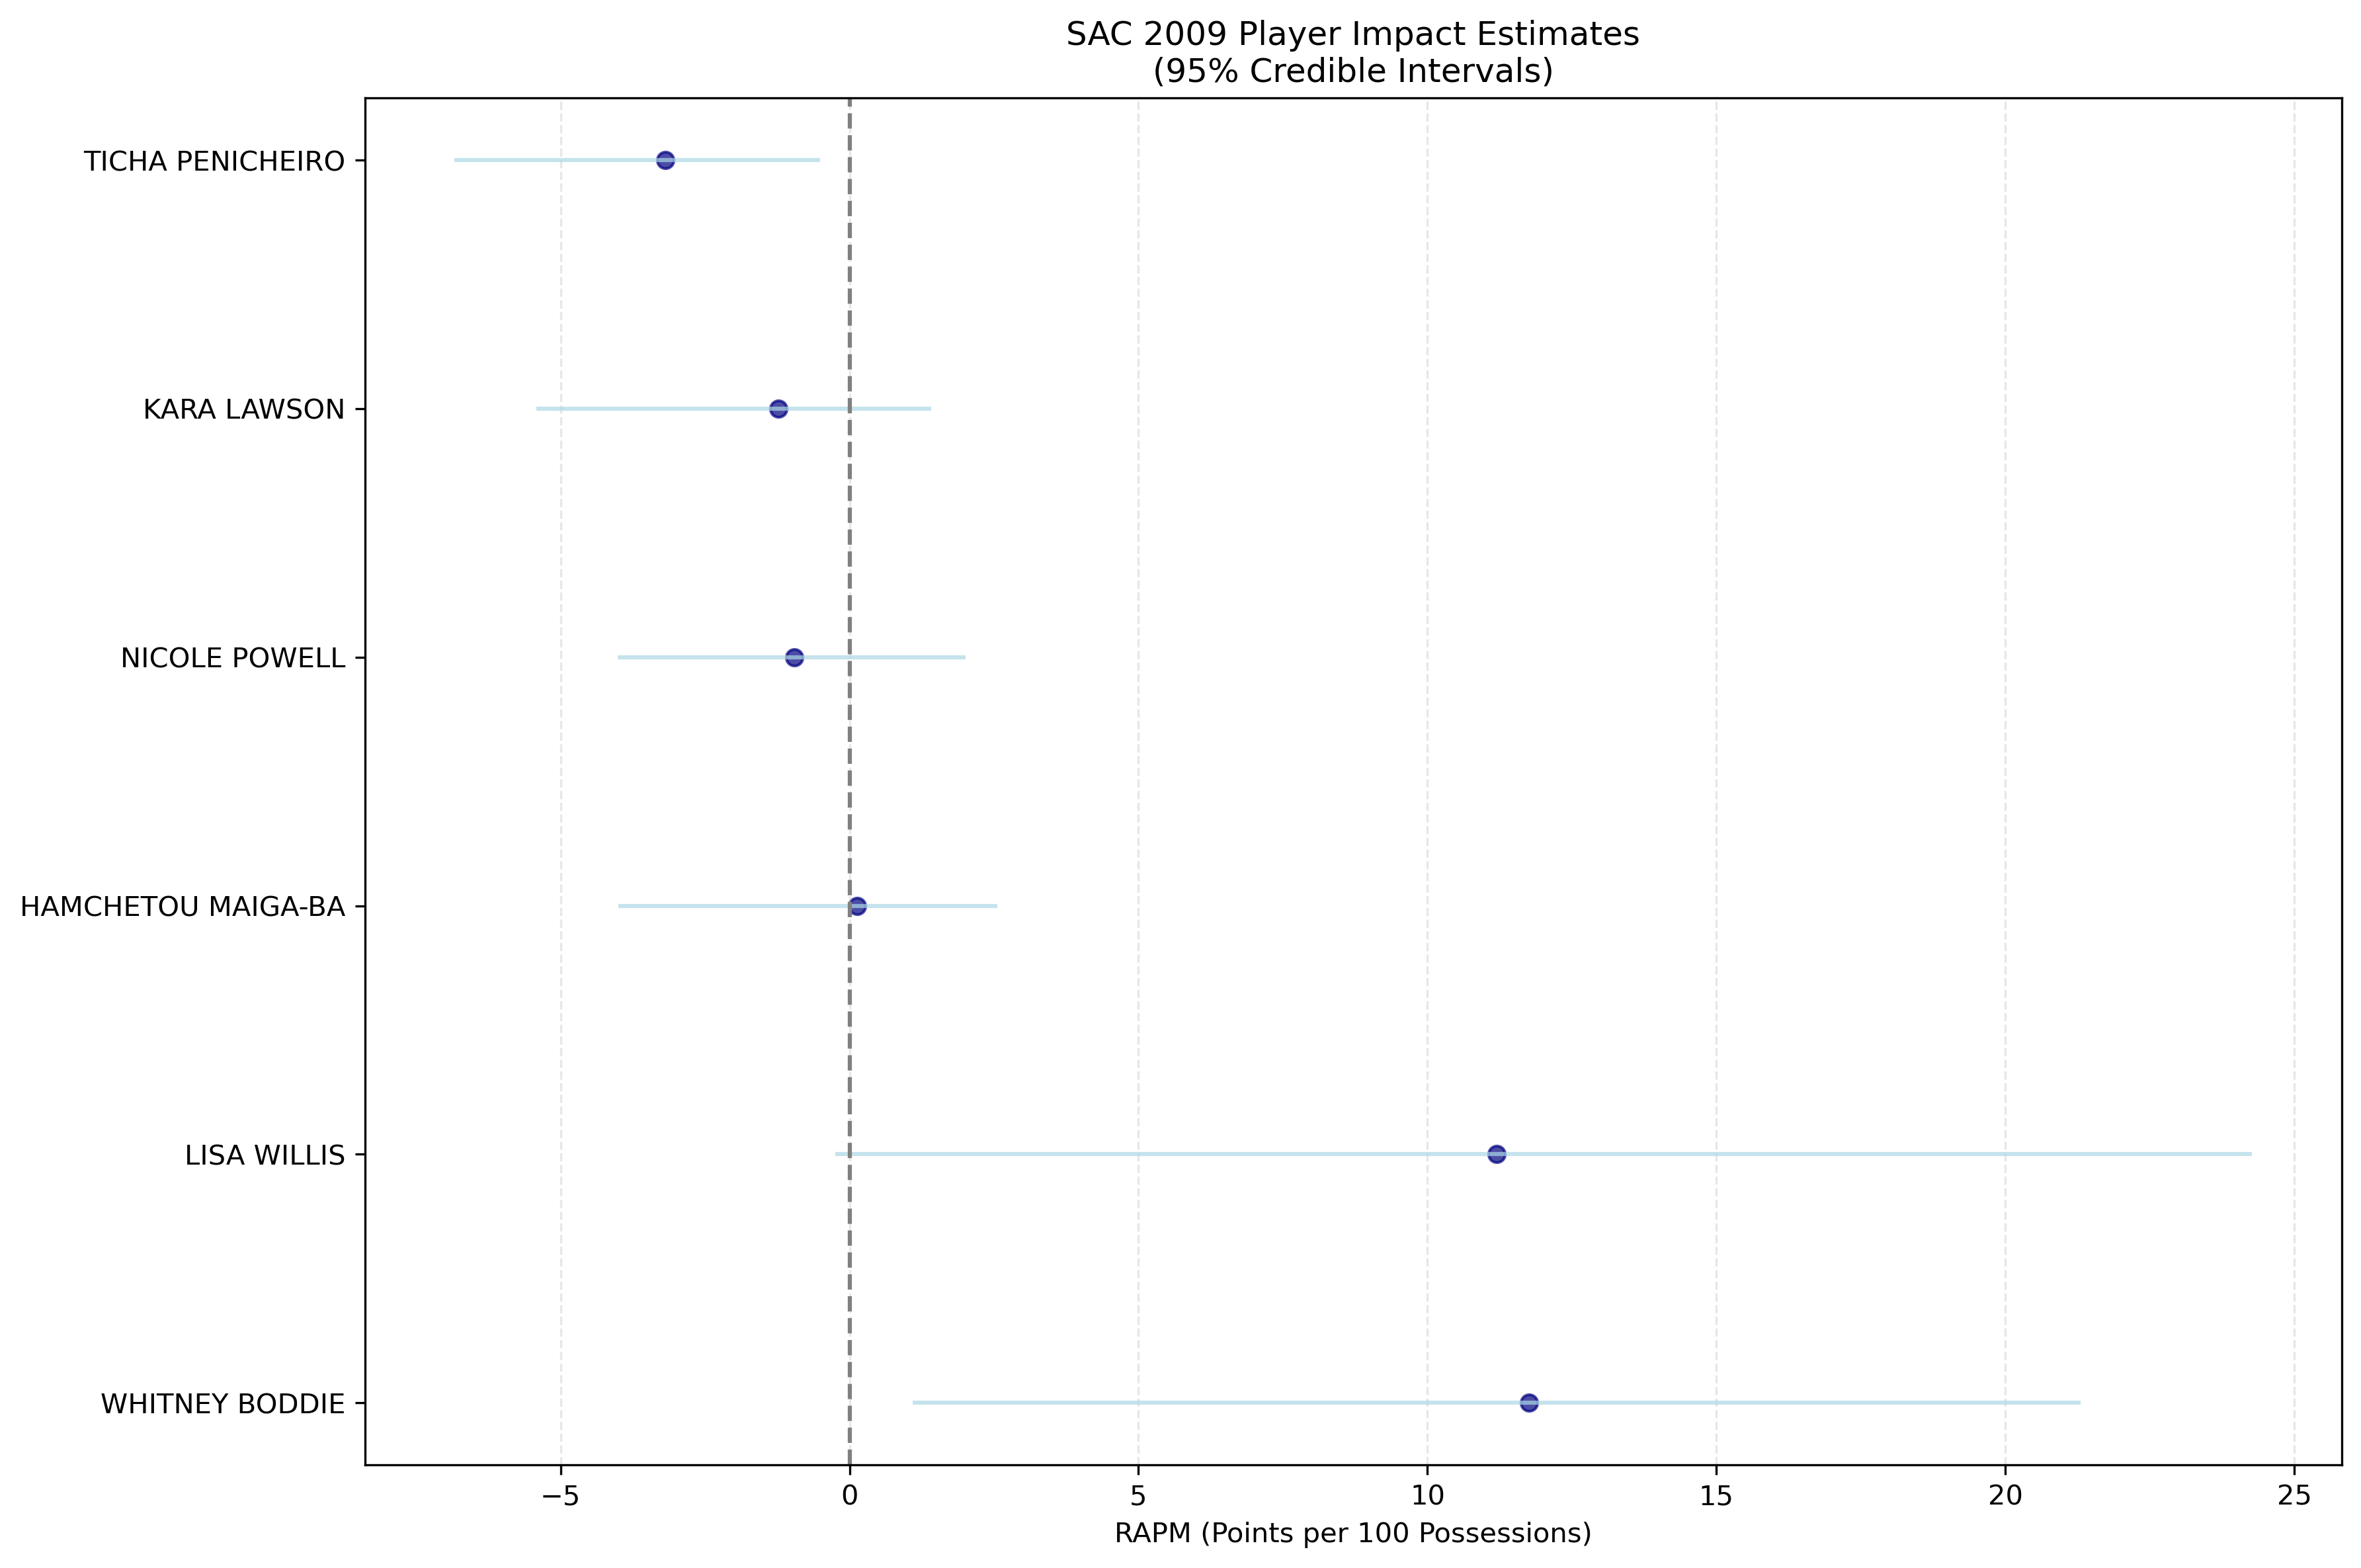 SAC 2009 Player Impact Estimates
(95% Credible Intervals)
TICHA PENICHEIRO
KARA LAWSON
NICOLE POWELL
HAMCHETOU MAIGA-BA
LISA WILLIS
WHITNEY BODDIE
−5 0 5 10 15 20 25
RAPM (Points per 100 Possessions)